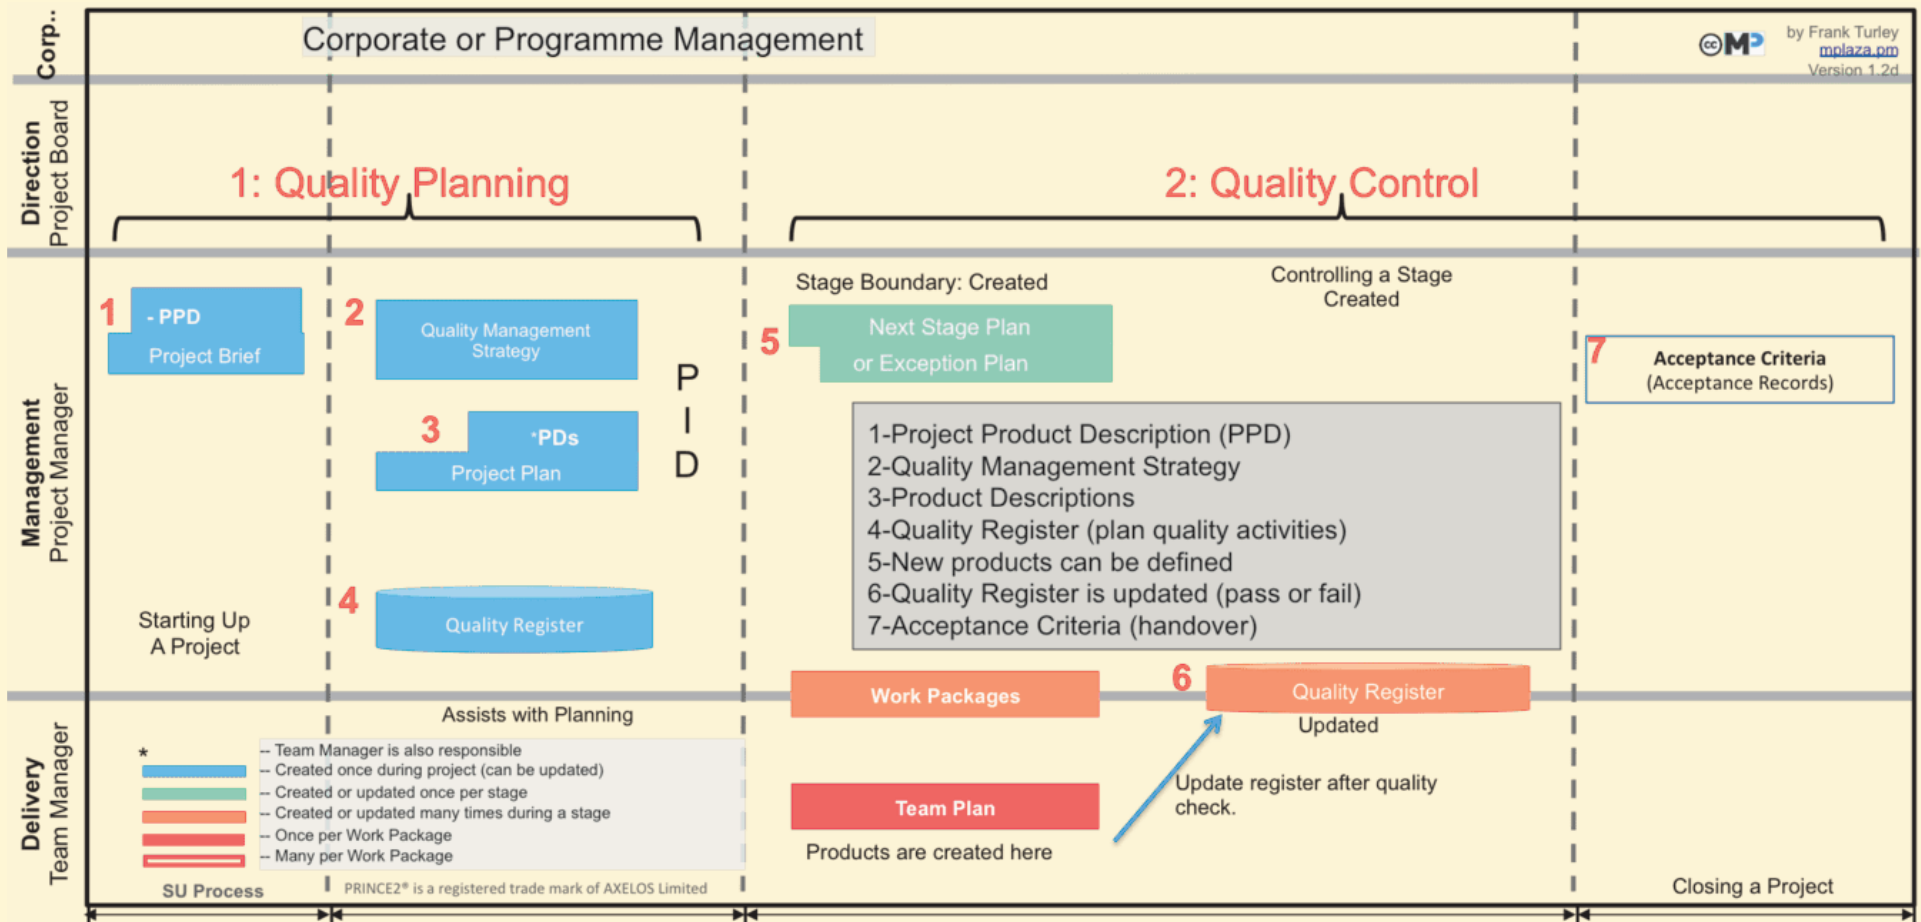 Corp..
Corporate or Programme Management
cc MP
by Frank Turley
mplaza.pm
Version 1.2d
Direction
Project Board
1: Quality Planning
2: Quality Control
Management
Project Manager
1
- PPD
Project Brief
2
Quality Management
Strategy
3
*PDs
Project Plan
P
I
D
4
Quality Register
Starting Up
A Project
Stage Boundary: Created
5
Next Stage Plan
or Exception Plan
Controlling a Stage
Created
7
Acceptance Criteria
(Acceptance Records)
1-Project Product Description (PPD)
2-Quality Management Strategy
3-Product Descriptions
4-Quality Register (plan quality activities)
5-New products can be defined
6-Quality Register is updated (pass or fail)
7-Acceptance Criteria (handover)
Work Packages
6
Quality Register
Updated
Delivery
Team Manager
Assists with Planning
*
-- Team Manager is also responsible
-- Created once during project (can be updated)
-- Created or updated once per stage
-- Created or updated many times during a stage
-- Once per Work Package
-- Many per Work Package
Team Plan
Products are created here
Update register after quality
check.
SU Process
PRINCE2® is a registered trade mark of AXELOS Limited
Closing a Project